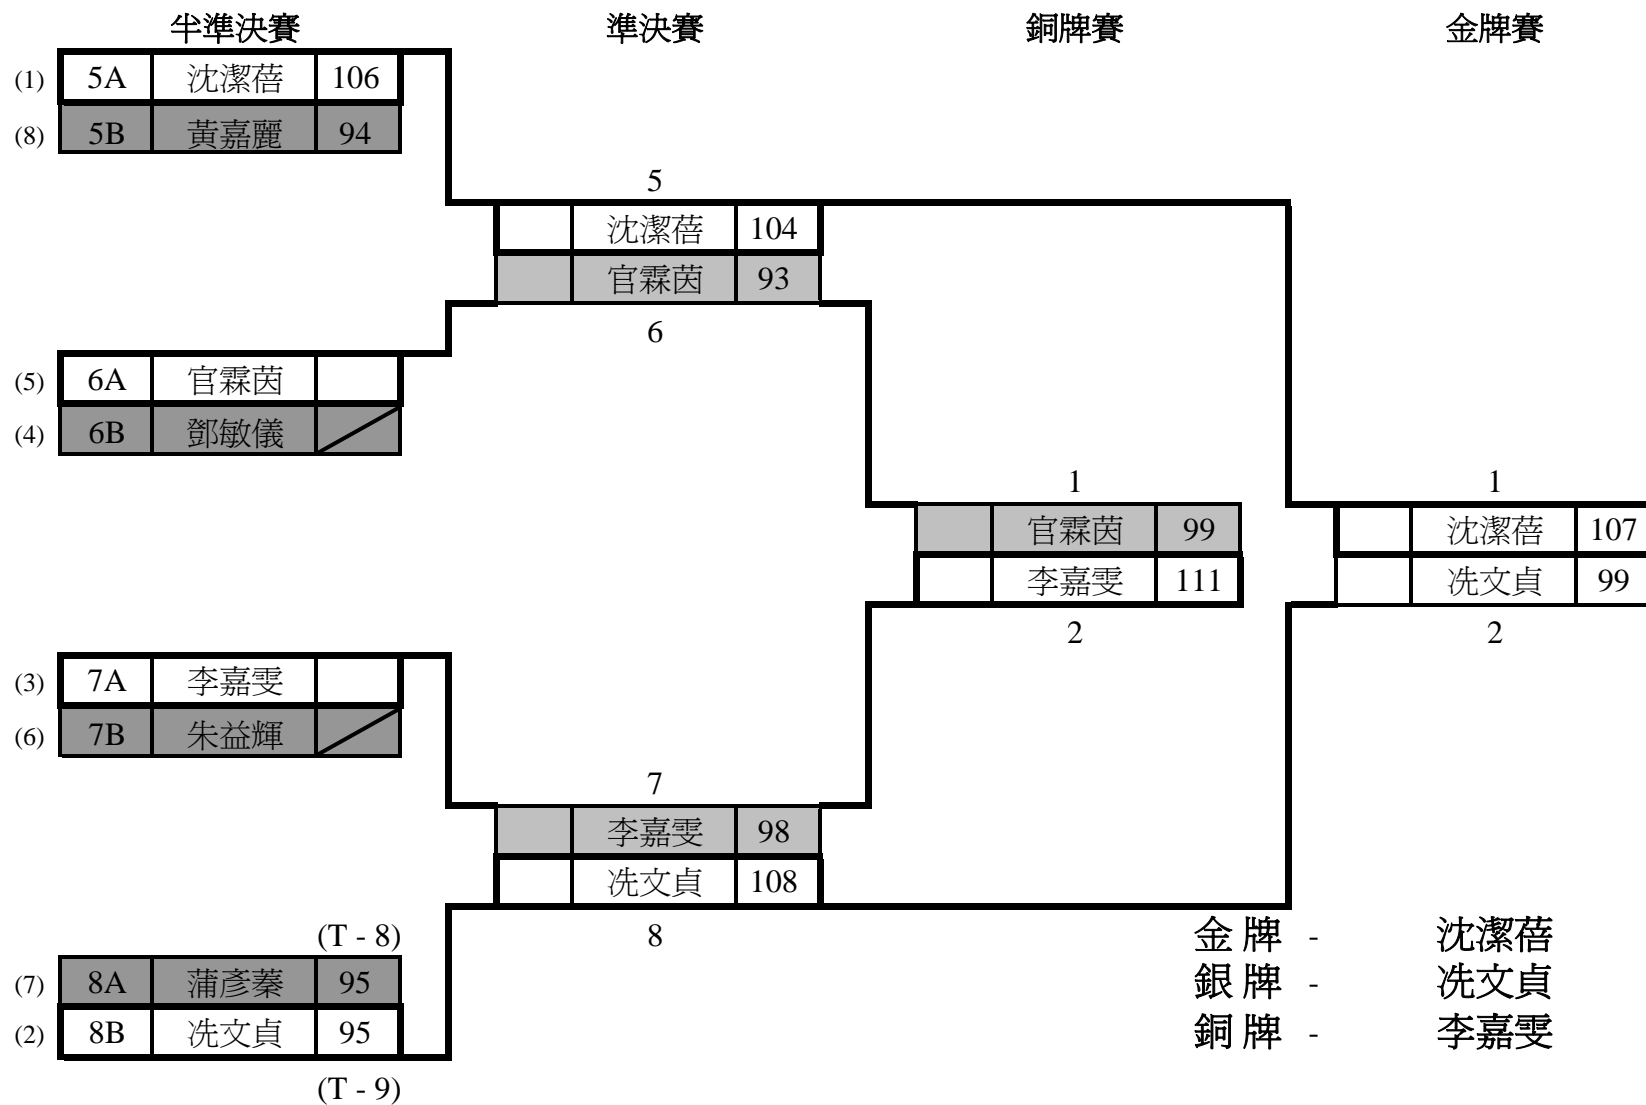 半準決賽 準決賽 銅牌賽 金牌賽
(1) 5A 沈潔蓓 106
(8) 5B 黃嘉麗 94
5
沈潔蓓 104
官霖茵 93
6
(5) 6A 官霖茵
(4) 6B 鄧敏儀
1 1
官霖茵 99 沈潔蓓 107
李嘉雯 111 冼文貞 99
2 2
(3) 7A 李嘉雯
(6) 7B 朱益輝
7
李嘉雯 98
冼文貞 108
(T - 8) 8 金牌 - 沈潔蓓
(7) 8A 蒲彥蓁 95 銀牌 - 冼文貞
(2) 8B 冼文貞 95 銅牌 - 李嘉雯
(T - 9)